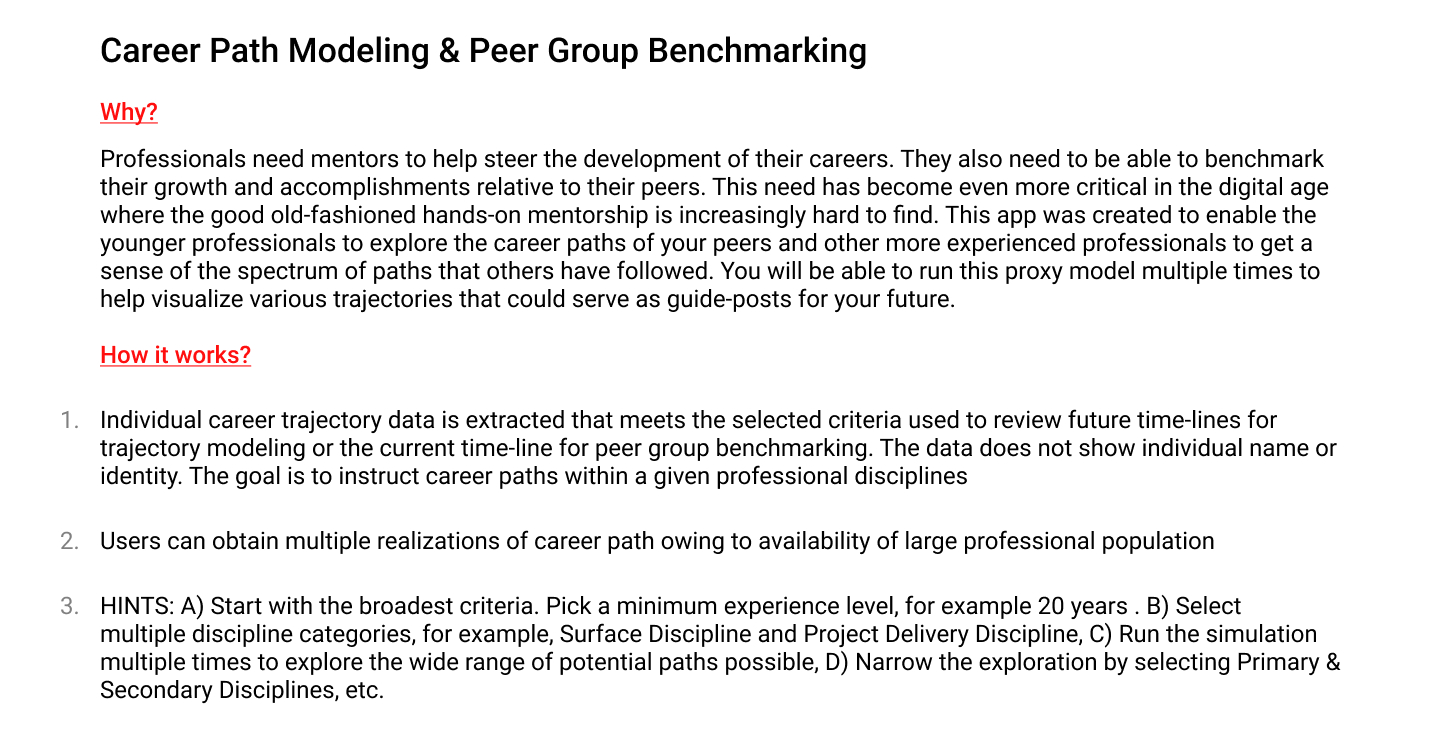 Career Path Modeling & Peer Group Benchmarking
Why?
Professionals need mentors to help steer the development of their careers. They also need to be able to benchmark
their growth and accomplishments relative to their peers. This need has become even more critical in the digital age
where the good old-fashioned hands-on mentorship is increasingly hard to find. This app was created to enable the
younger professionals to explore the career paths of your peers and other more experienced professionals to get a
sense of the spectrum of paths that others have followed. You will be able to run this proxy model multiple times to
help visualize various trajectories that could serve as guide-posts for your future.
How it works?
1. Individual career trajectory data is extracted that meets the selected criteria used to review future time-lines for
trajectory modeling or the current time-line for peer group benchmarking. The data does not show individual name or
identity. The goal is to instruct career paths within a given professional disciplines
2. Users can obtain multiple realizations of career path owing to availability of large professional population
3. HINTS: A) Start with the broadest criteria. Pick a minimum experience level, for example 20 years . B) Select
multiple discipline categories, for example, Surface Discipline and Project Delivery Discipline, C) Run the simulation
multiple times to explore the wide range of potential paths possible, D) Narrow the exploration by selecting Primary &
Secondary Disciplines, etc.